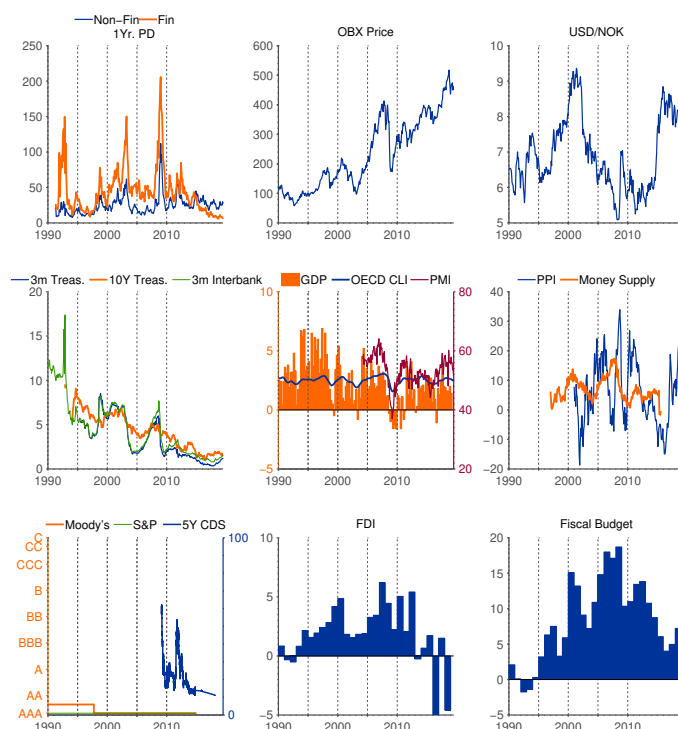 Non-Fin Fin
1Yr. PD
250
200
150
100
50
0
1990 2000 2010
OBX Price
600
500
400
300
200
100
0
1990 2000 2010
USD/NOK
10
9
8
7
6
5
1990 2000 2010
3m Treas. 10Y Treas. 3m Interbank
20
15
10
5
0
1990 2000 2010
GDP OECD CLI PMI
10
5
0
−5
80
60
40
20
1990 2000 2010
PPI Money Supply
40
30
20
10
0
−10
−20
1990 2000 2010
Moody's S&P 5Y CDS
C
CC
CCC
B
BB
BBB
A
AA
AAA
100
0
1990 2000 2010
FDI
10
5
0
−5
1990 2000 2010
Fiscal Budget
20
15
10
5
0
−5
1990 2000 2010